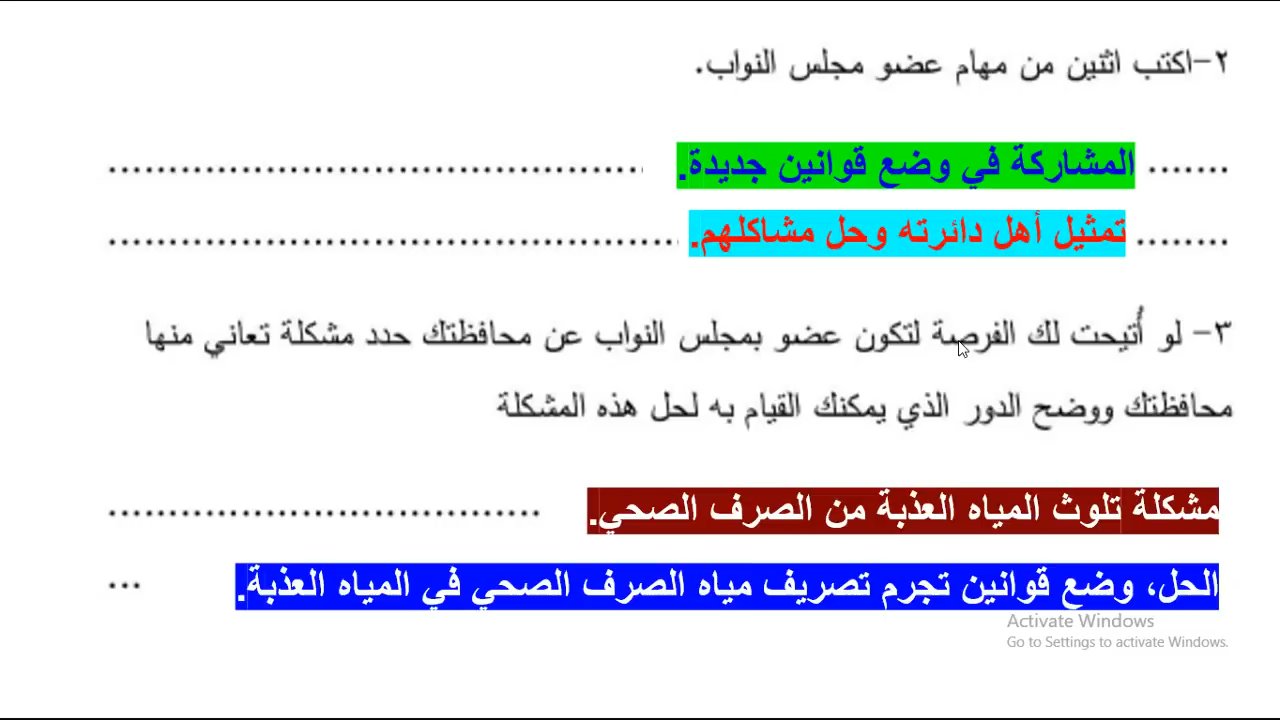 ٢-اكتب اثنين من مهام عضو مجلس النواب.
....... المشاركة في وضع قوانين جديدة. ............................................
........ تمثيل أهل دائرته وحل مشاكلهم. ...............................................
٣- لو أُتيحت لك الفرصة لتكون عضو بمجلس النواب عن محافظتك حدد مشكلة تعاني منها
محافظتك ووضح الدور الذي يمكنك القيام به لحل هذه المشكلة
مشكلة تلوث المياه العذبة من الصرف الصحي. ....................................
الحل، وضع قوانين تجرم تصريف مياه الصرف الصحي في المياه العذبة. ...
Activate Windows
Go to Settings to activate Windows.